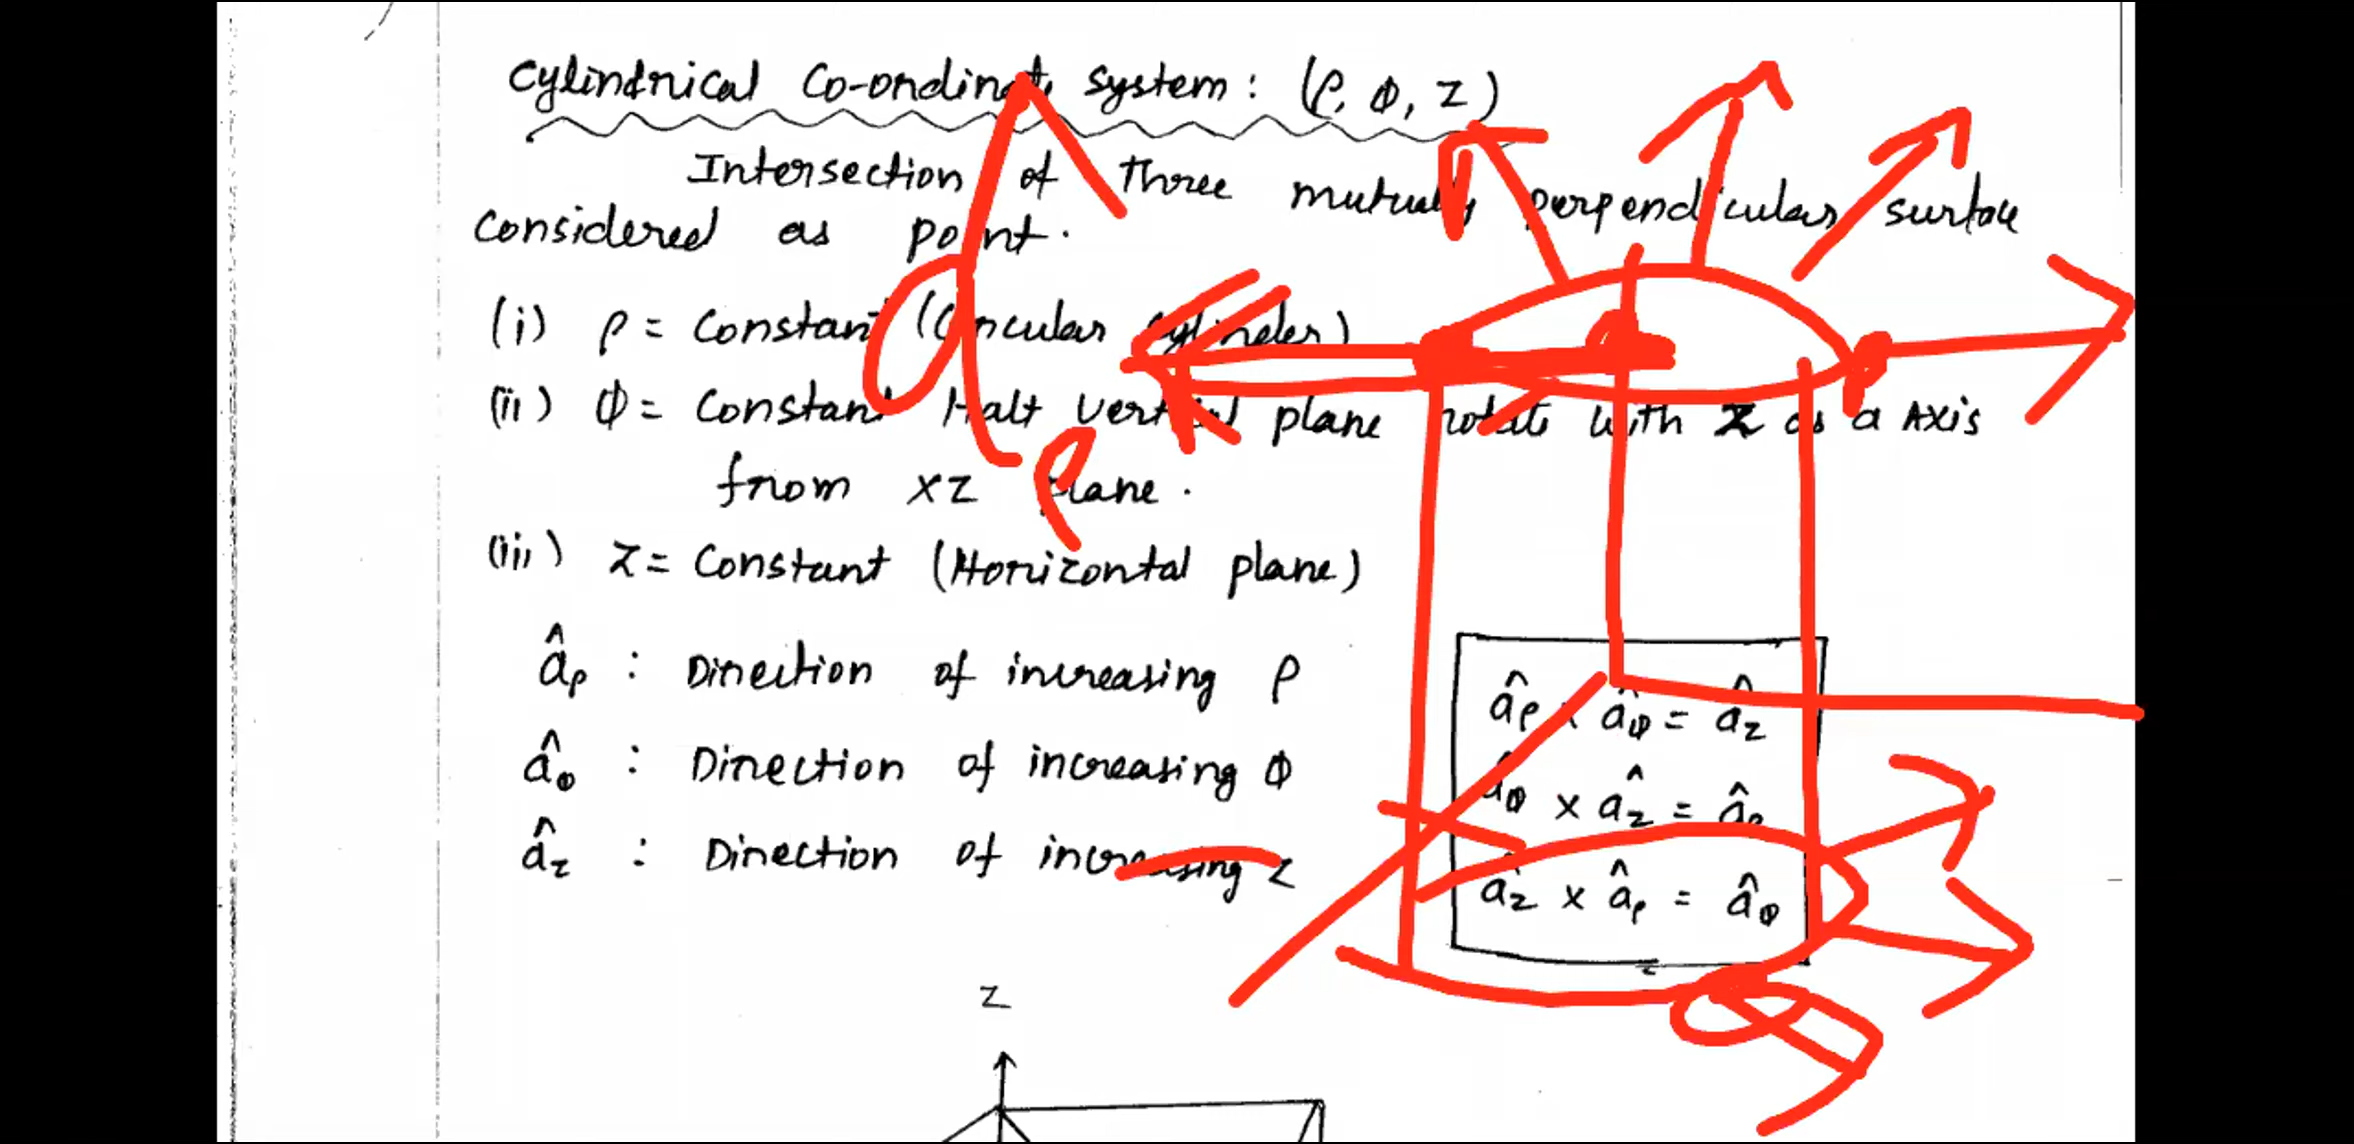 Cylindrical Co-ordinate System: (ρ, φ, z)
Intersection of Three mutually perpendicular surface
Considered as point.
(i) ρ = Constant (Circular Cylinder)
(ii) φ = Constant Half Vertical plane rotate with z as a Axis
from xz plane.
(iii) z = Constant (Horizontal plane)
âρ : Direction of increasing ρ
âφ : Direction of increasing φ
âz : Direction of increasing z
âρ × âφ = âz
âφ × âz = âρ
âz × âρ = âφ
z
âρ